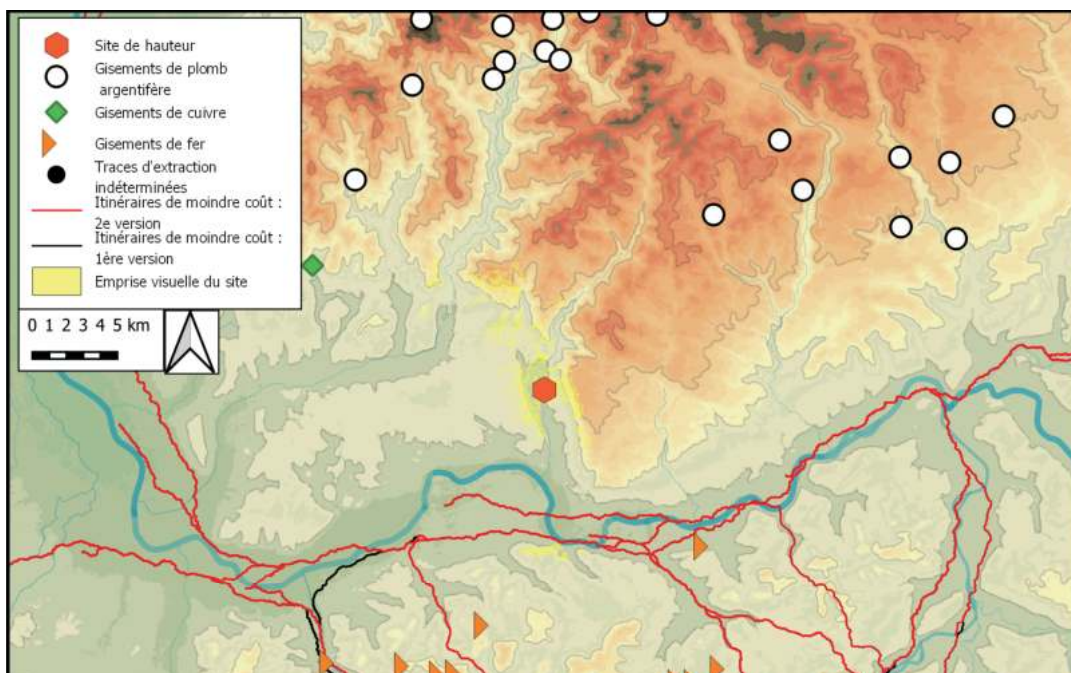 Site de hauteur
Gisements de plomb
argentifère
Gisements de cuivre
Gisements de fer
Traces d'extraction
indéterminées
Itinéraires de moindre coût :
2e version
Itinéraires de moindre coût :
1ère version
Emprise visuelle du site
0 1 2 3 4 5 km